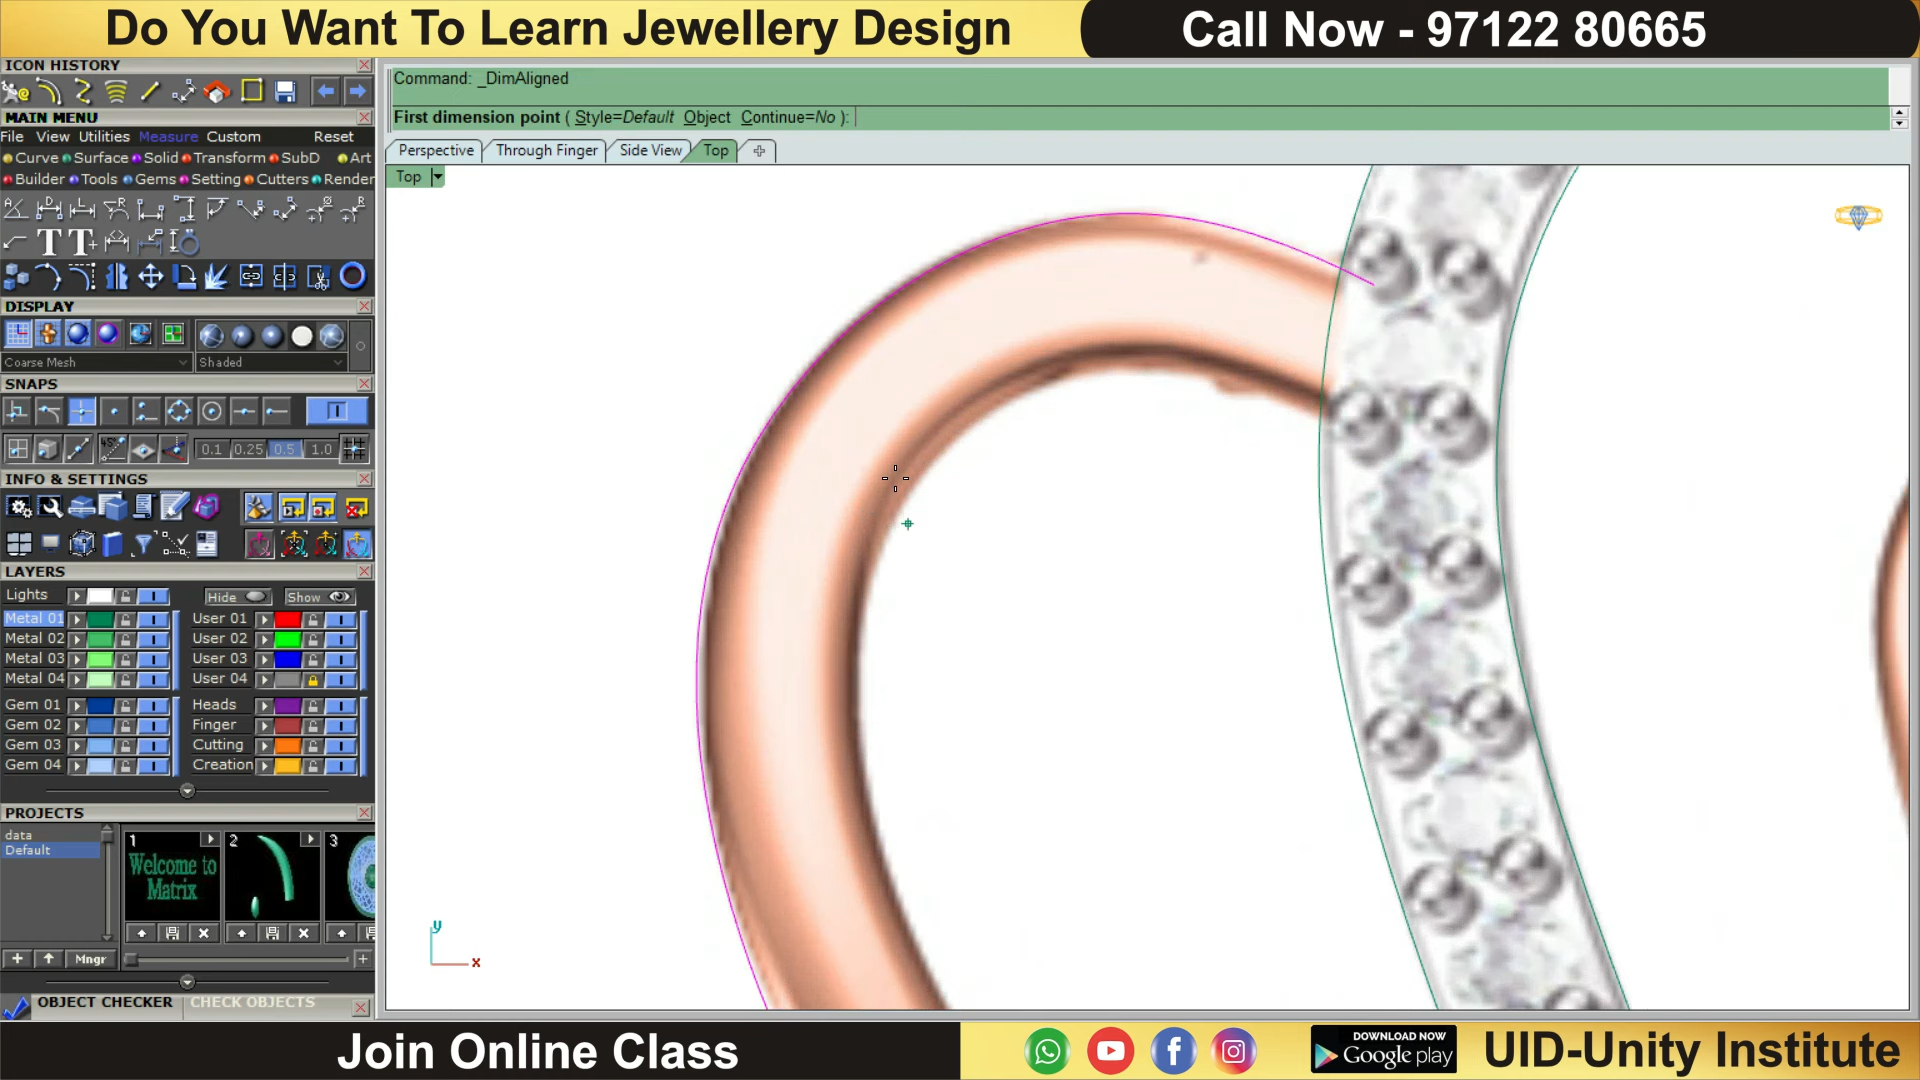 Do You Want To Learn Jewellery Design
Call Now - 97122 80665
ICON HISTORY
MAIN MENU
File View Utilities Measure Custom Reset
Curve Surface Solid Transform SubD Art
Builder Tools Gems Setting Cutters Render
T T+
DISPLAY
Coarse Mesh Shaded
SNAPS
0.1 0.25 0.5 1.0
INFO & SETTINGS
LAYERS
Lights Hide Show
Metal 01 User 01
Metal 02 User 02
Metal 03 User 03
Metal 04 User 04
Gem 01 Heads
Gem 02 Finger
Gem 03 Cutting
Gem 04 Creation
PROJECTS
data
Default
1 2 3
Welcome to
Matrix
Mngr
OBJECT CHECKER CHECK OBJECTS
Command: _DimAligned
First dimension point ( Style=Default Object Continue=No ):
Perspective Through Finger Side View Top
Top
y
x
Join Online Class
DOWNLOAD NOW
Google play
UID-Unity Institute